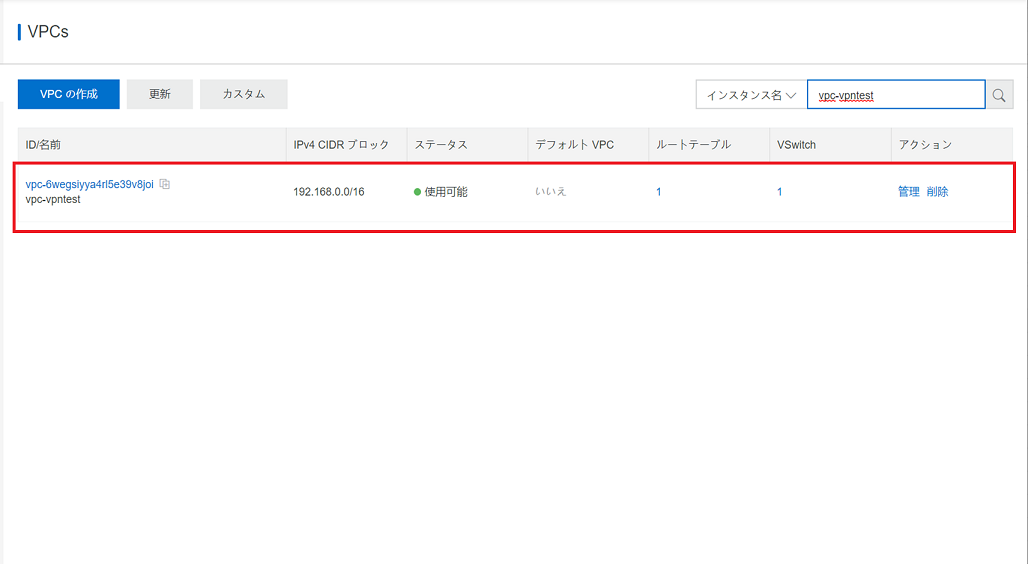 VPCs
VPC の作成 更新 カスタム インスタンス名 vpc-vpntest
ID/名前 IPv4 CIDR ブロック ステータス デフォルト VPC ルートテーブル VSwitch アクション
vpc-6wegsiyya4rl5e39v8joi
vpc-vpntest
192.168.0.0/16 使用可能 いいえ 1 1 管理 削除